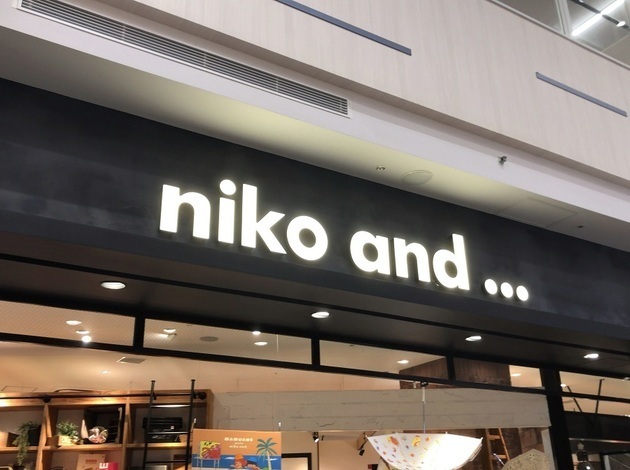 niko and ...